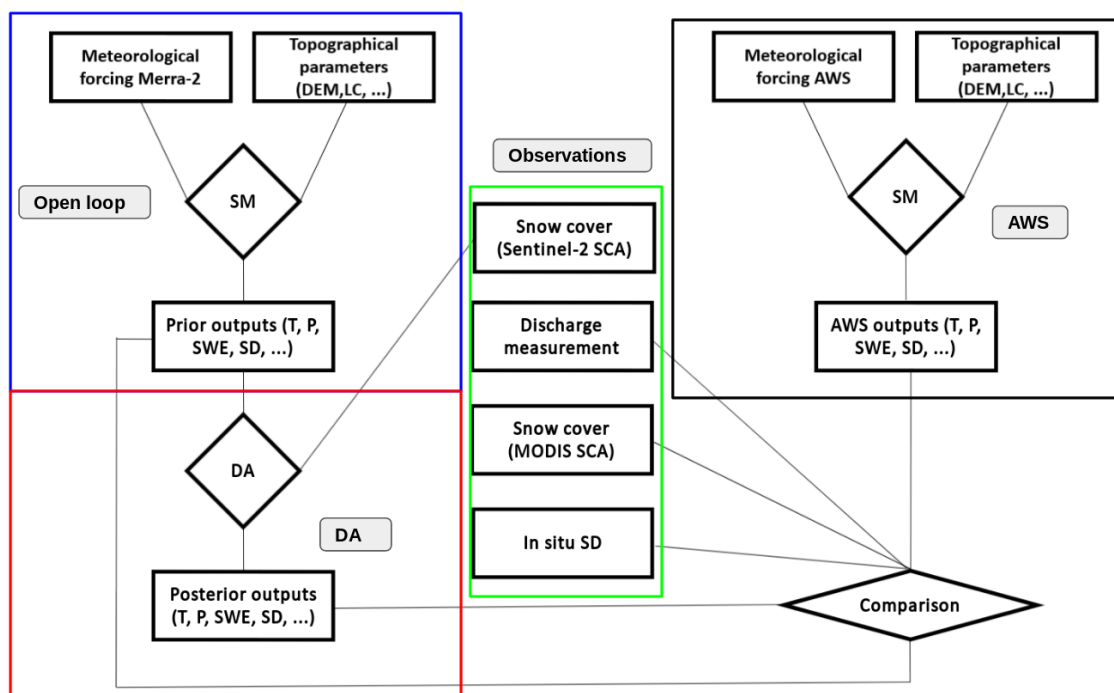 Meteorological
forcing Merra-2
Topographical
parameters
(DEM,LC, ...)
SM
Open loop
Prior outputs (T, P,
SWE, SD, ...)
DA
DA
Posterior outputs
(T, P, SWE, SD, ...)
Observations
Snow cover
(Sentinel-2 SCA)
Discharge
measurement
Snow cover
(MODIS SCA)
In situ SD
Meteorological
forcing AWS
Topographical
parameters
(DEM,LC, ...)
SM
AWS
AWS outputs (T, P,
SWE, SD, ...)
Comparison